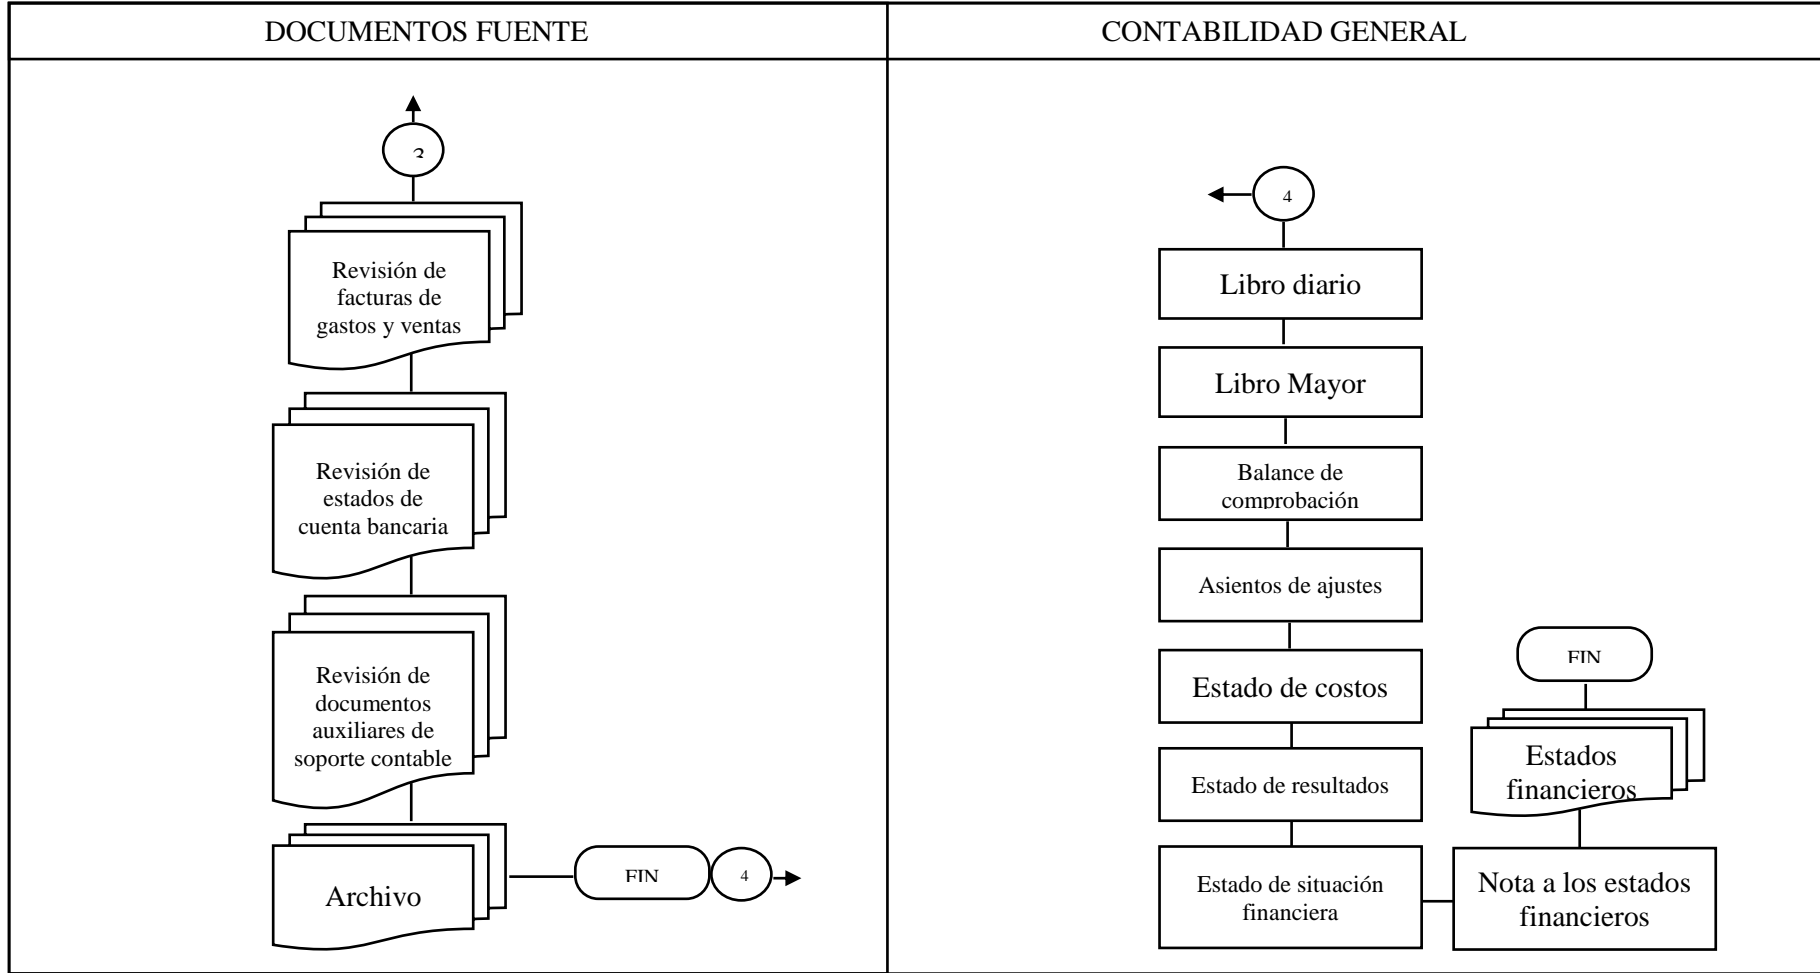 DOCUMENTOS FUENTE
CONTABILIDAD GENERAL
3
Revisión de
facturas de
gastos y ventas
Revisión de
estados de
cuenta bancaria
Revisión de
documentos
auxiliares de
soporte contable
Archivo
FIN
4
4
Libro diario
Libro Mayor
Balance de
comprobación
Asientos de ajustes
Estado de costos
Estado de resultados
Estado de situación
financiera
Nota a los estados
financieros
Estados
financieros
FIN